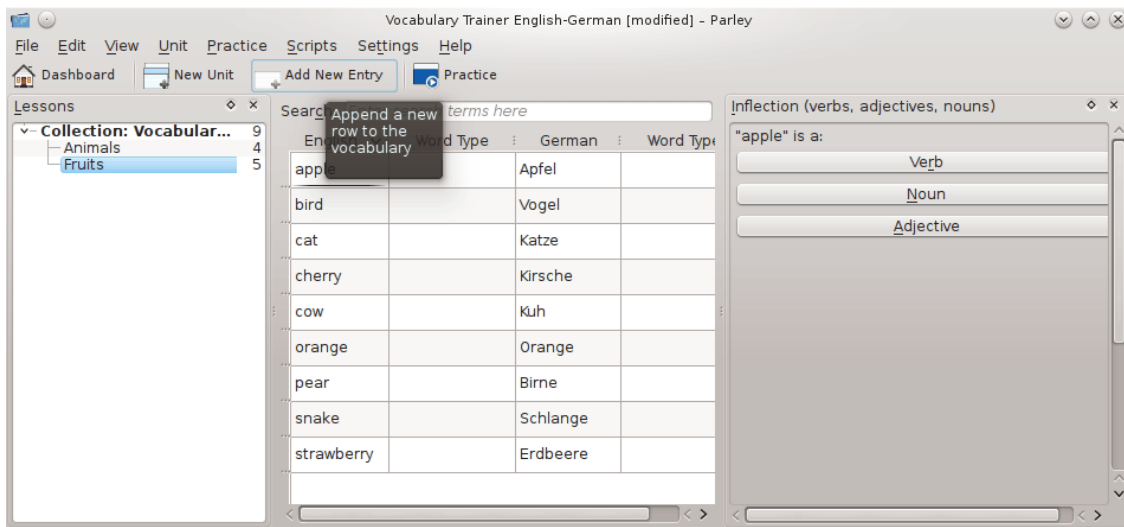 Vocabulary Trainer English-German [modified] – Parley
File Edit View Unit Practice Scripts Settings Help
Dashboard New Unit Add New Entry Practice
Lessons
Collection: Vocabular... 9
Animals 4
Fruits 5
terms here
Append a new
row to the
vocabulary
Word Type German Word Type
apple Apfel
bird Vogel
cat Katze
cherry Kirsche
cow Kuh
orange Orange
pear Birne
snake Schlange
strawberry Erdbeere
Inflection (verbs, adjectives, nouns)
"apple" is a:
Verb
Noun
Adjective